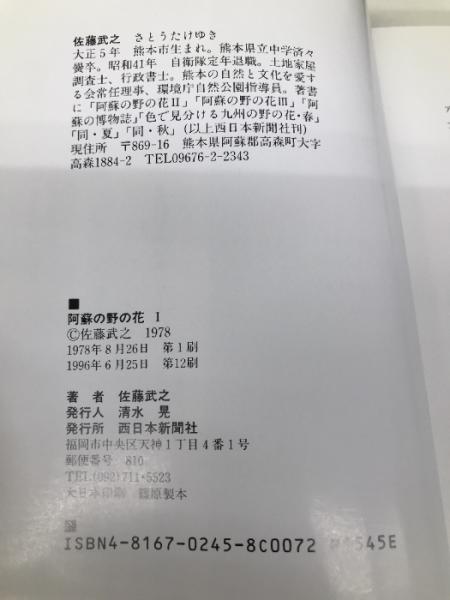 佐藤武之　さとうたけゆき
大正5年　熊本市生まれ。熊本県立中学済々
黌卒。昭和41年　自衛隊定年退職。土地家屋
調査士、行政書士。熊本の自然と文化を愛す
る会常任理事、環境庁自然公園指導員。著書
に「阿蘇の野の花II」「阿蘇の野の花III」「阿
蘇の博物誌」「色で見分ける九州の野の花・春」
「同・夏」「同・秋」(以上西日本新聞社刊)
現住所　〒869-16　熊本県阿蘇郡高森町大字
高森1884-2　TEL09676-2-2343
■
阿蘇の野の花 I
©佐藤武之 1978
1978年8月26日　第1刷
1996年6月25日　第12刷
著 者　佐藤武之
発行人　清水 晃
発行所　西日本新聞社
福岡市中央区天神1丁目4番1号
郵便番号　810
TEL(092)711・5523
大日本印刷　篠原製本
ISBN4-8167-0245-8C0072 ¥1545E